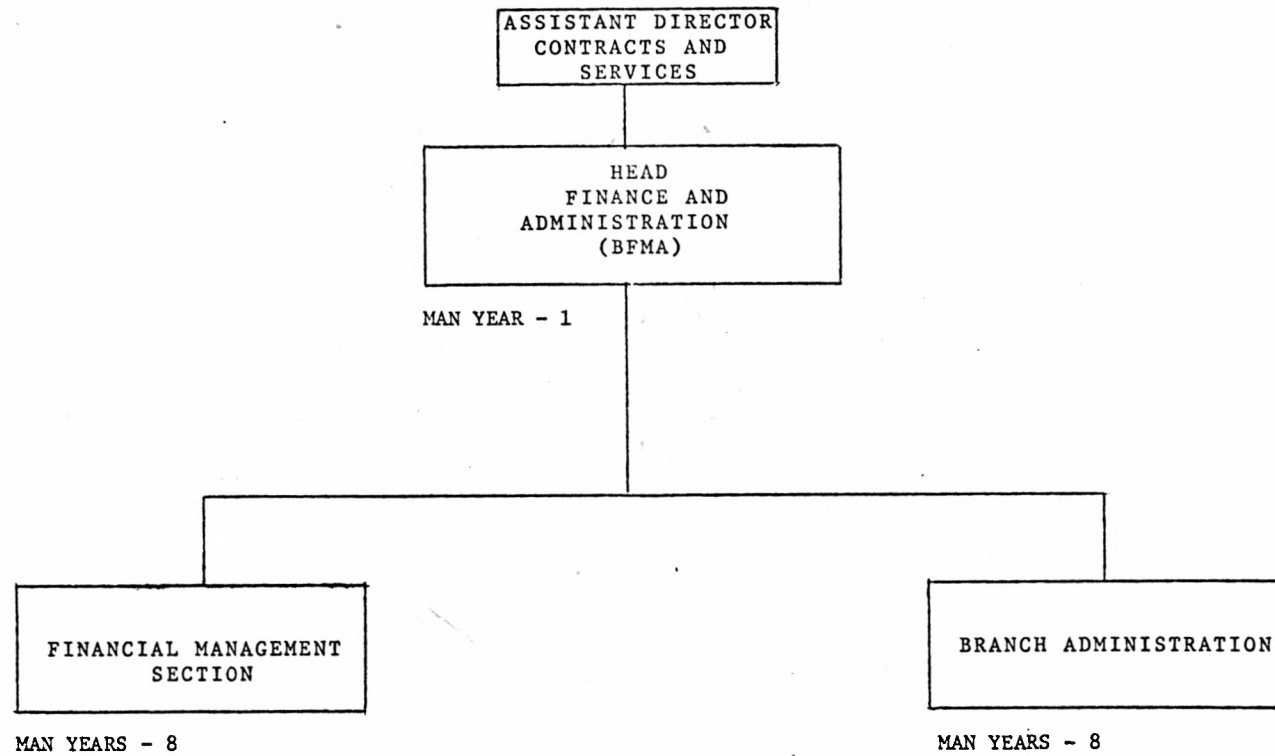 ASSISTANT DIRECTOR
CONTRACTS AND
SERVICES
HEAD
FINANCE AND
ADMINISTRATION
(BFMA)
MAN YEAR - 1
FINANCIAL MANAGEMENT
SECTION
MAN YEARS - 8
BRANCH ADMINISTRATION
MAN YEARS - 8